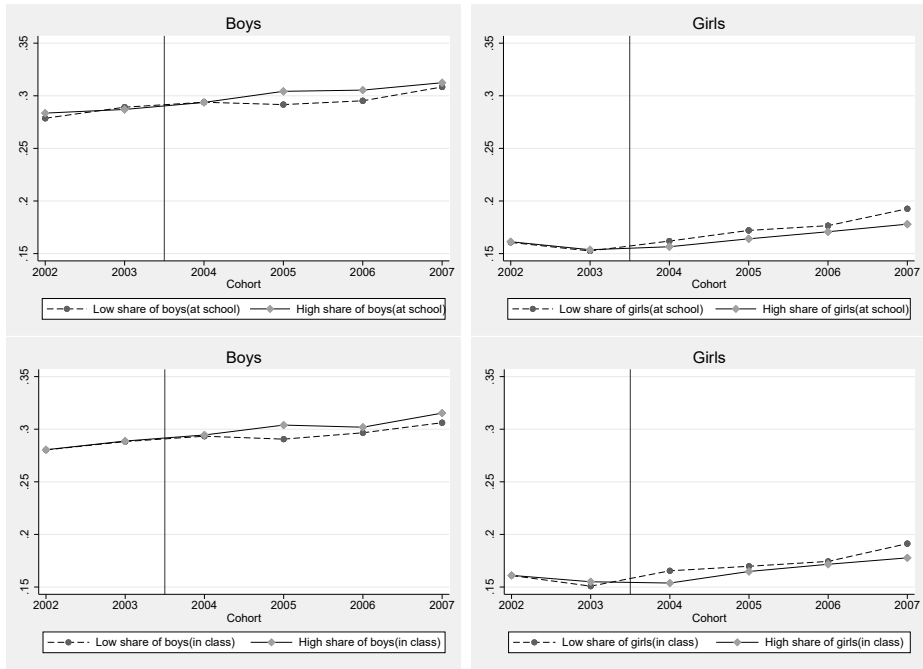 Boys
.35
.3
.25
.2
.15
2002 2003 2004 2005 2006 2007
Cohort
Low share of boys(at school) High share of boys(at school)
Girls
.35
.3
.25
.2
.15
2002 2003 2004 2005 2006 2007
Cohort
Low share of girls(at school) High share of girls(at school)
Boys
.35
.3
.25
.2
.15
2002 2003 2004 2005 2006 2007
Cohort
Low share of boys(in class) High share of boys(in class)
Girls
.35
.3
.25
.2
.15
2002 2003 2004 2005 2006 2007
Cohort
Low share of girls(in class) High share of girls(in class)